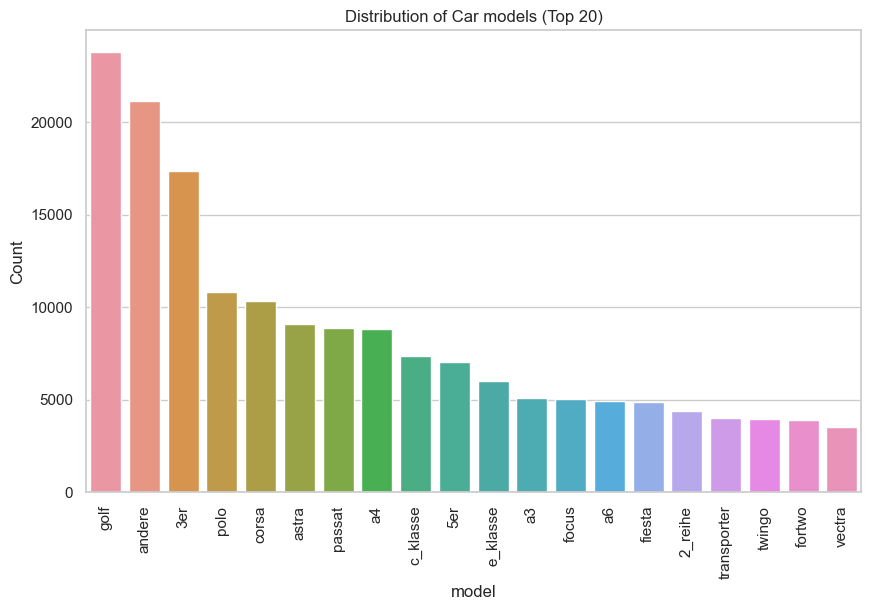 Distribution of Car models (Top 20)
Count
20000
15000
10000
5000
0
golf
andere
3er
polo
corsa
astra
passat
a4
c_klasse
5er
e_klasse
a3
focus
a6
fiesta
2_reihe
transporter
twingo
fortwo
vectra
model